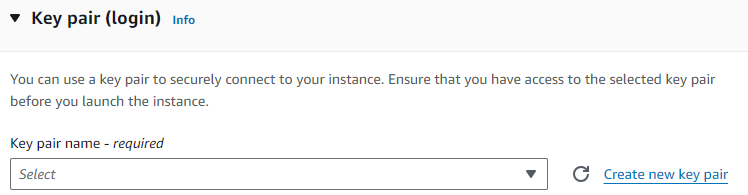 Key pair (login) Info
You can use a key pair to securely connect to your instance. Ensure that you have access to the selected key pair
before you launch the instance.
Key pair name - required
Select
Create new key pair